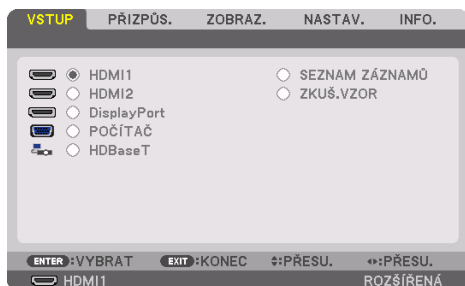 VSTUP PŘIZPŮS. ZOBRAZ. NASTAV. INFO.
HDMI1 SEZNAM ZÁZNAMŮ
HDMI2 ZKUŠ.VZOR
DisplayPort
POČÍTAČ
HDBaseT
ENTER:VYBRAT EXIT:KONEC :PŘESU. :PŘESU.
HDMI1 ROZŠÍŘENÁ